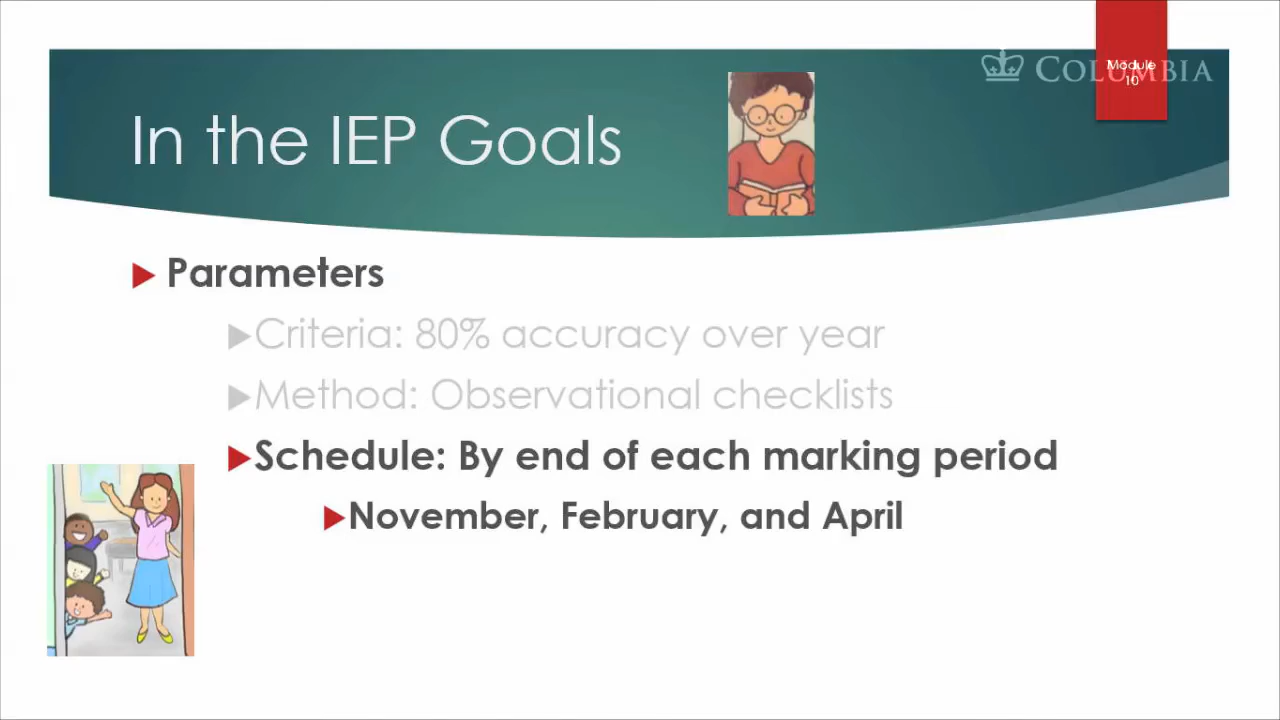 COLUMBIA
Module
10
In the IEP Goals
Parameters
Criteria: 80% accuracy over year
Method: Observational checklists
Schedule: By end of each marking period
November, February, and April